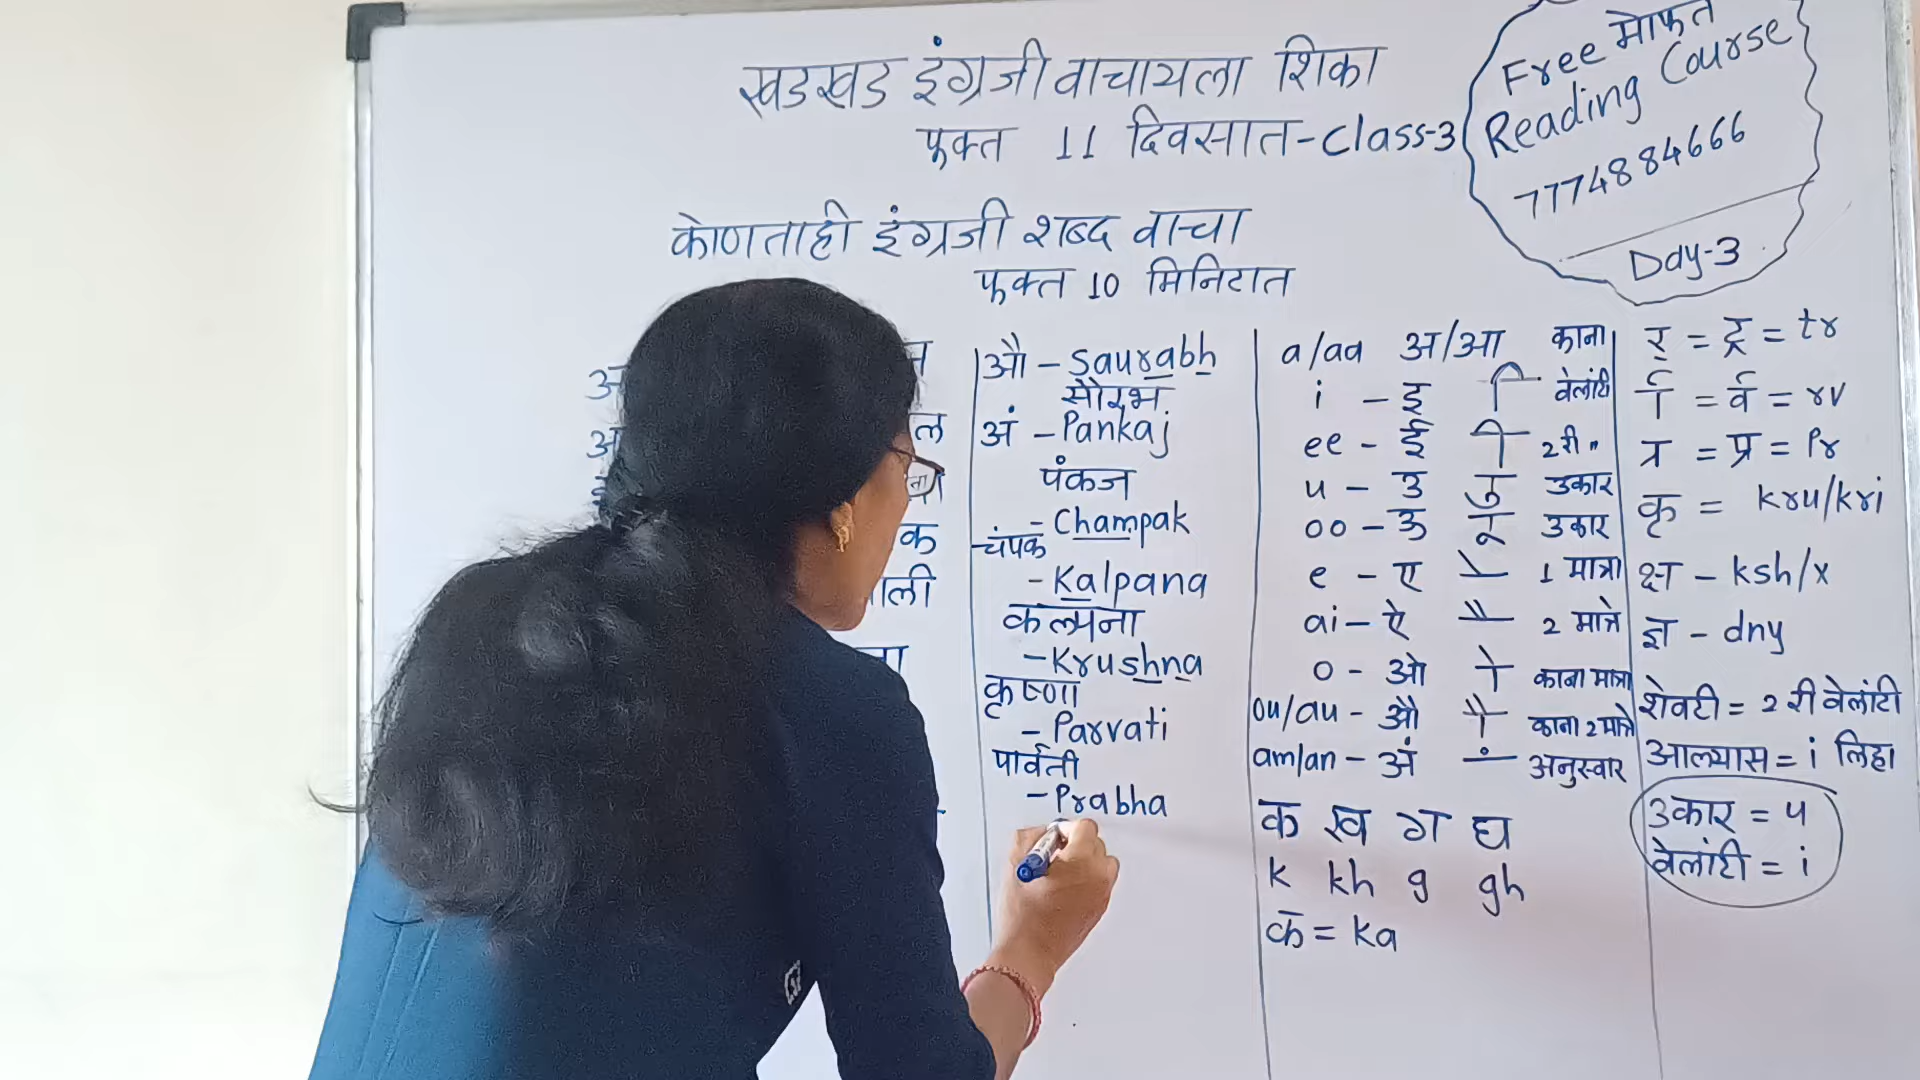 खडखड इंग्रजी वाचायला शिका
फक्त 11 दिवसात-class-3
Free मोफत
Reading Course
7774884666
Day-3
कोणताही इंग्रजी शब्द वाचा
फक्त 10 मिनिटात
औ - Saurabh
सौरभ
अं - Pankaj
पंकज
- Champak
चंपक
- Kalpana
कल्पना
- Krushna
कृष्णा
- Parvati
पार्वती
- Prabha
a/aa अ/आ काना
i - इ ि वेलांटी
ee - ई ी 2 री "
u - उ ु उकार
oo - ऊ ू उकार
e - ए े 1 मात्रा
ai - ऐ ै 2 मात्रे
o - ओ ो काना मात्रा
ou/au - औ ौ काना 2 मात्रे
am/an - अं ं अनुस्वार
क ख ग घ
k kh g gh
क = ka
र् = ट्र = tr
र्त = र्व = rv
त्र = प्र = Pr
कृ = kru/kri
क्ष - ksh/x
ज्ञ - dny
शेवटी = 2 री वेलांटी
आल्यास = i लिहा
उकार = u
वेलांटी = i